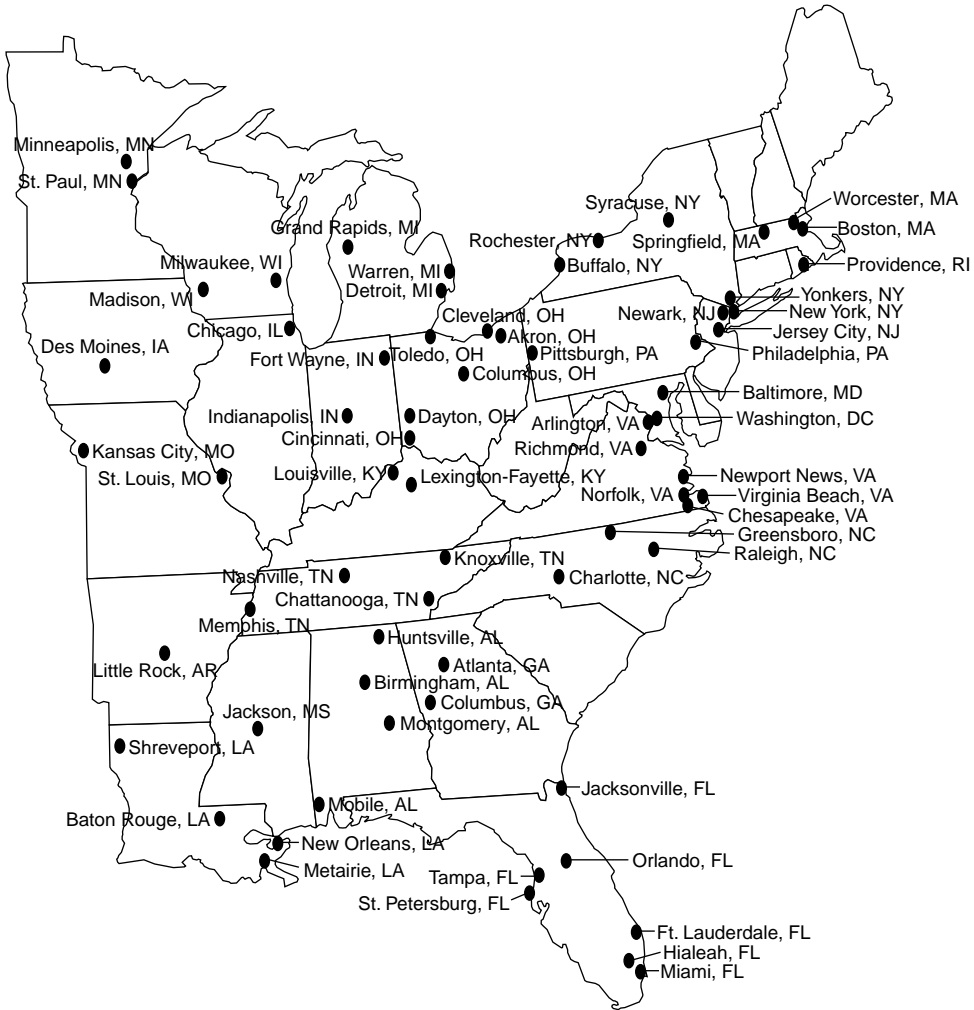 Minneapolis, MN
St. Paul, MN
Worcester, MA
Syracuse, NY
Boston, MA
Grand Rapids, MI
Rochester, NY
Springfield, MA
Milwaukee, WI
Warren, MI
Buffalo, NY
Providence, RI
Madison, WI
Detroit, MI
Yonkers, NY
Cleveland, OH
Newark, NJ
New York, NY
Chicago, IL
Akron, OH
Jersey City, NJ
Des Moines, IA
Fort Wayne, IN
Toledo, OH
Pittsburgh, PA
Philadelphia, PA
Columbus, OH
Baltimore, MD
Indianapolis, IN
Dayton, OH
Arlington, VA
Washington, DC
Cincinnati, OH
Kansas City, MO
Richmond, VA
St. Louis, MO
Louisville, KY
Lexington-Fayette, KY
Newport News, VA
Norfolk, VA
Virginia Beach, VA
Chesapeake, VA
Greensboro, NC
Raleigh, NC
Knoxville, TN
Nashville, TN
Charlotte, NC
Chattanooga, TN
Memphis, TN
Huntsville, AL
Little Rock, AR
Atlanta, GA
Birmingham, AL
Columbus, GA
Jackson, MS
Montgomery, AL
Shreveport, LA
Jacksonville, FL
Mobile, AL
Baton Rouge, LA
New Orleans, LA
Metairie, LA
Orlando, FL
Tampa, FL
St. Petersburg, FL
Ft. Lauderdale, FL
Hialeah, FL
Miami, FL